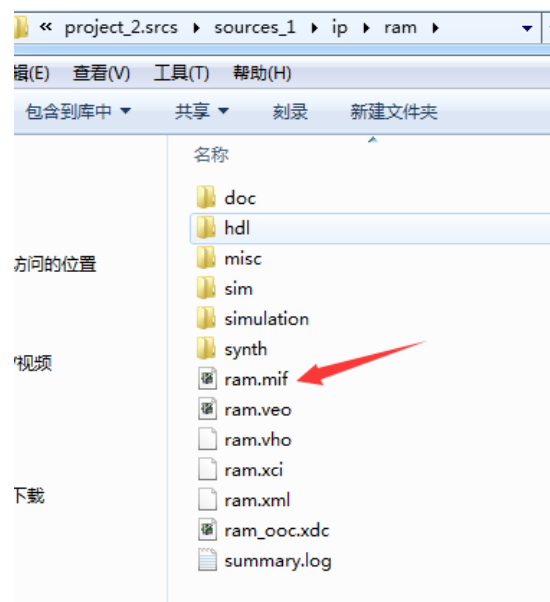 « project_2.srcs ▸ sources_1 ▸ ip ▸ ram ▸
辑(E) 查看(V) 工具(T) 帮助(H)
包含到库中 共享 刻录 新建文件夹
名称
doc
hdl
misc
访问的位置
sim
simulation
synth
视频
ram.mif
ram.veo
ram.vho
ram.xci
下载
ram.xml
ram_ooc.xdc
summary.log